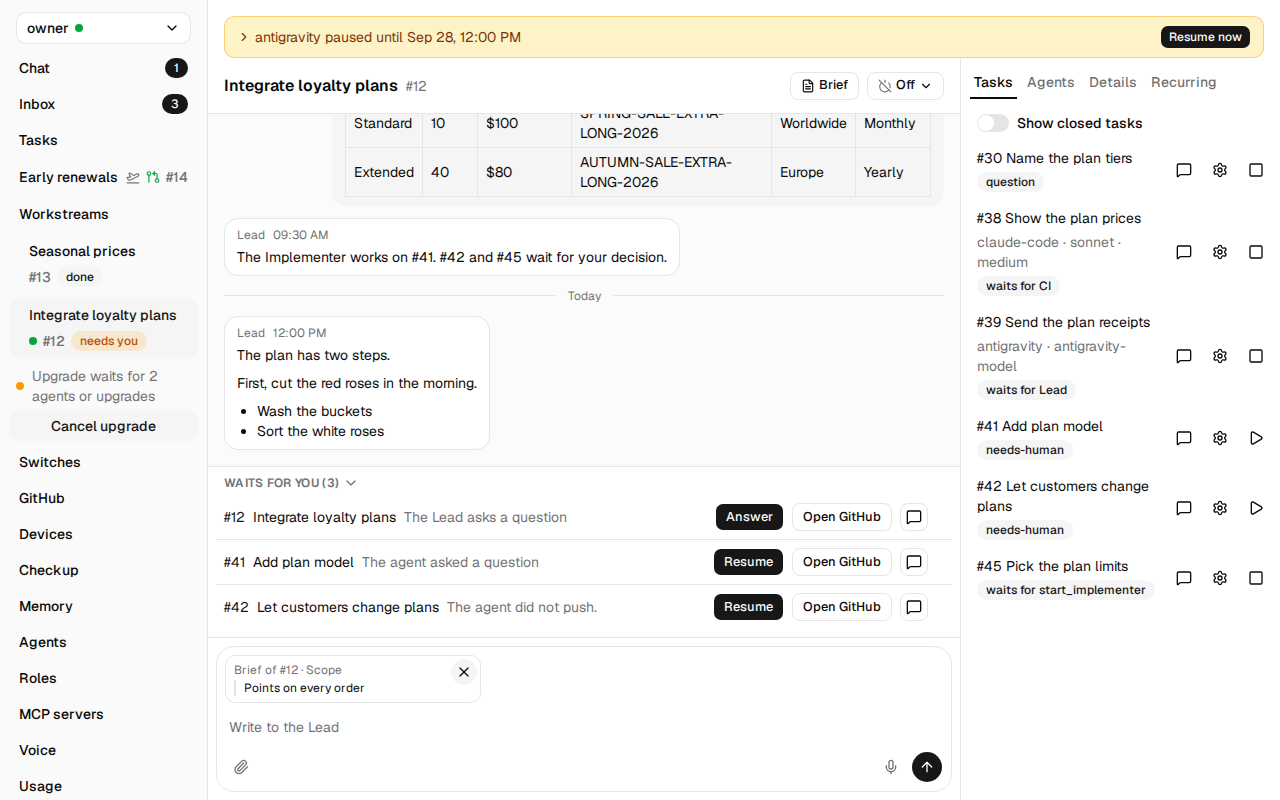 owner
Chat 1
Inbox 3
Tasks
Early renewals #14
Workstreams
Seasonal prices
#13 done
Integrate loyalty plans
#12 needs you
Upgrade waits for 2
agents or upgrades
Cancel upgrade
Switches
GitHub
Devices
Checkup
Memory
Agents
Roles
MCP servers
Voice
Usage
antigravity paused until Sep 28, 12:00 PM
Resume now
Integrate loyalty plans #12
Brief
Off
Standard 10 $100 SPRING-SALE-EXTRA-
LONG-2026 Worldwide Monthly
Extended 40 $80 AUTUMN-SALE-EXTRA-
LONG-2026 Europe Yearly
Lead 09:30 AM
The Implementer works on #41. #42 and #45 wait for your decision.
Today
Lead 12:00 PM
The plan has two steps.
First, cut the red roses in the morning.
• Wash the buckets
• Sort the white roses
WAITS FOR YOU (3)
#12 Integrate loyalty plans The Lead asks a question Answer Open GitHub
#41 Add plan model The agent asked a question Resume Open GitHub
#42 Let customers change plans The agent did not push. Resume Open GitHub
Brief of #12 · Scope
Points on every order
Write to the Lead
Tasks Agents Details Recurring
Show closed tasks
#30 Name the plan tiers
question
#38 Show the plan prices
claude-code · sonnet ·
medium
waits for CI
#39 Send the plan receipts
antigravity · antigravity-
model
waits for Lead
#41 Add plan model
needs-human
#42 Let customers change
plans
needs-human
#45 Pick the plan limits
waits for start_implementer